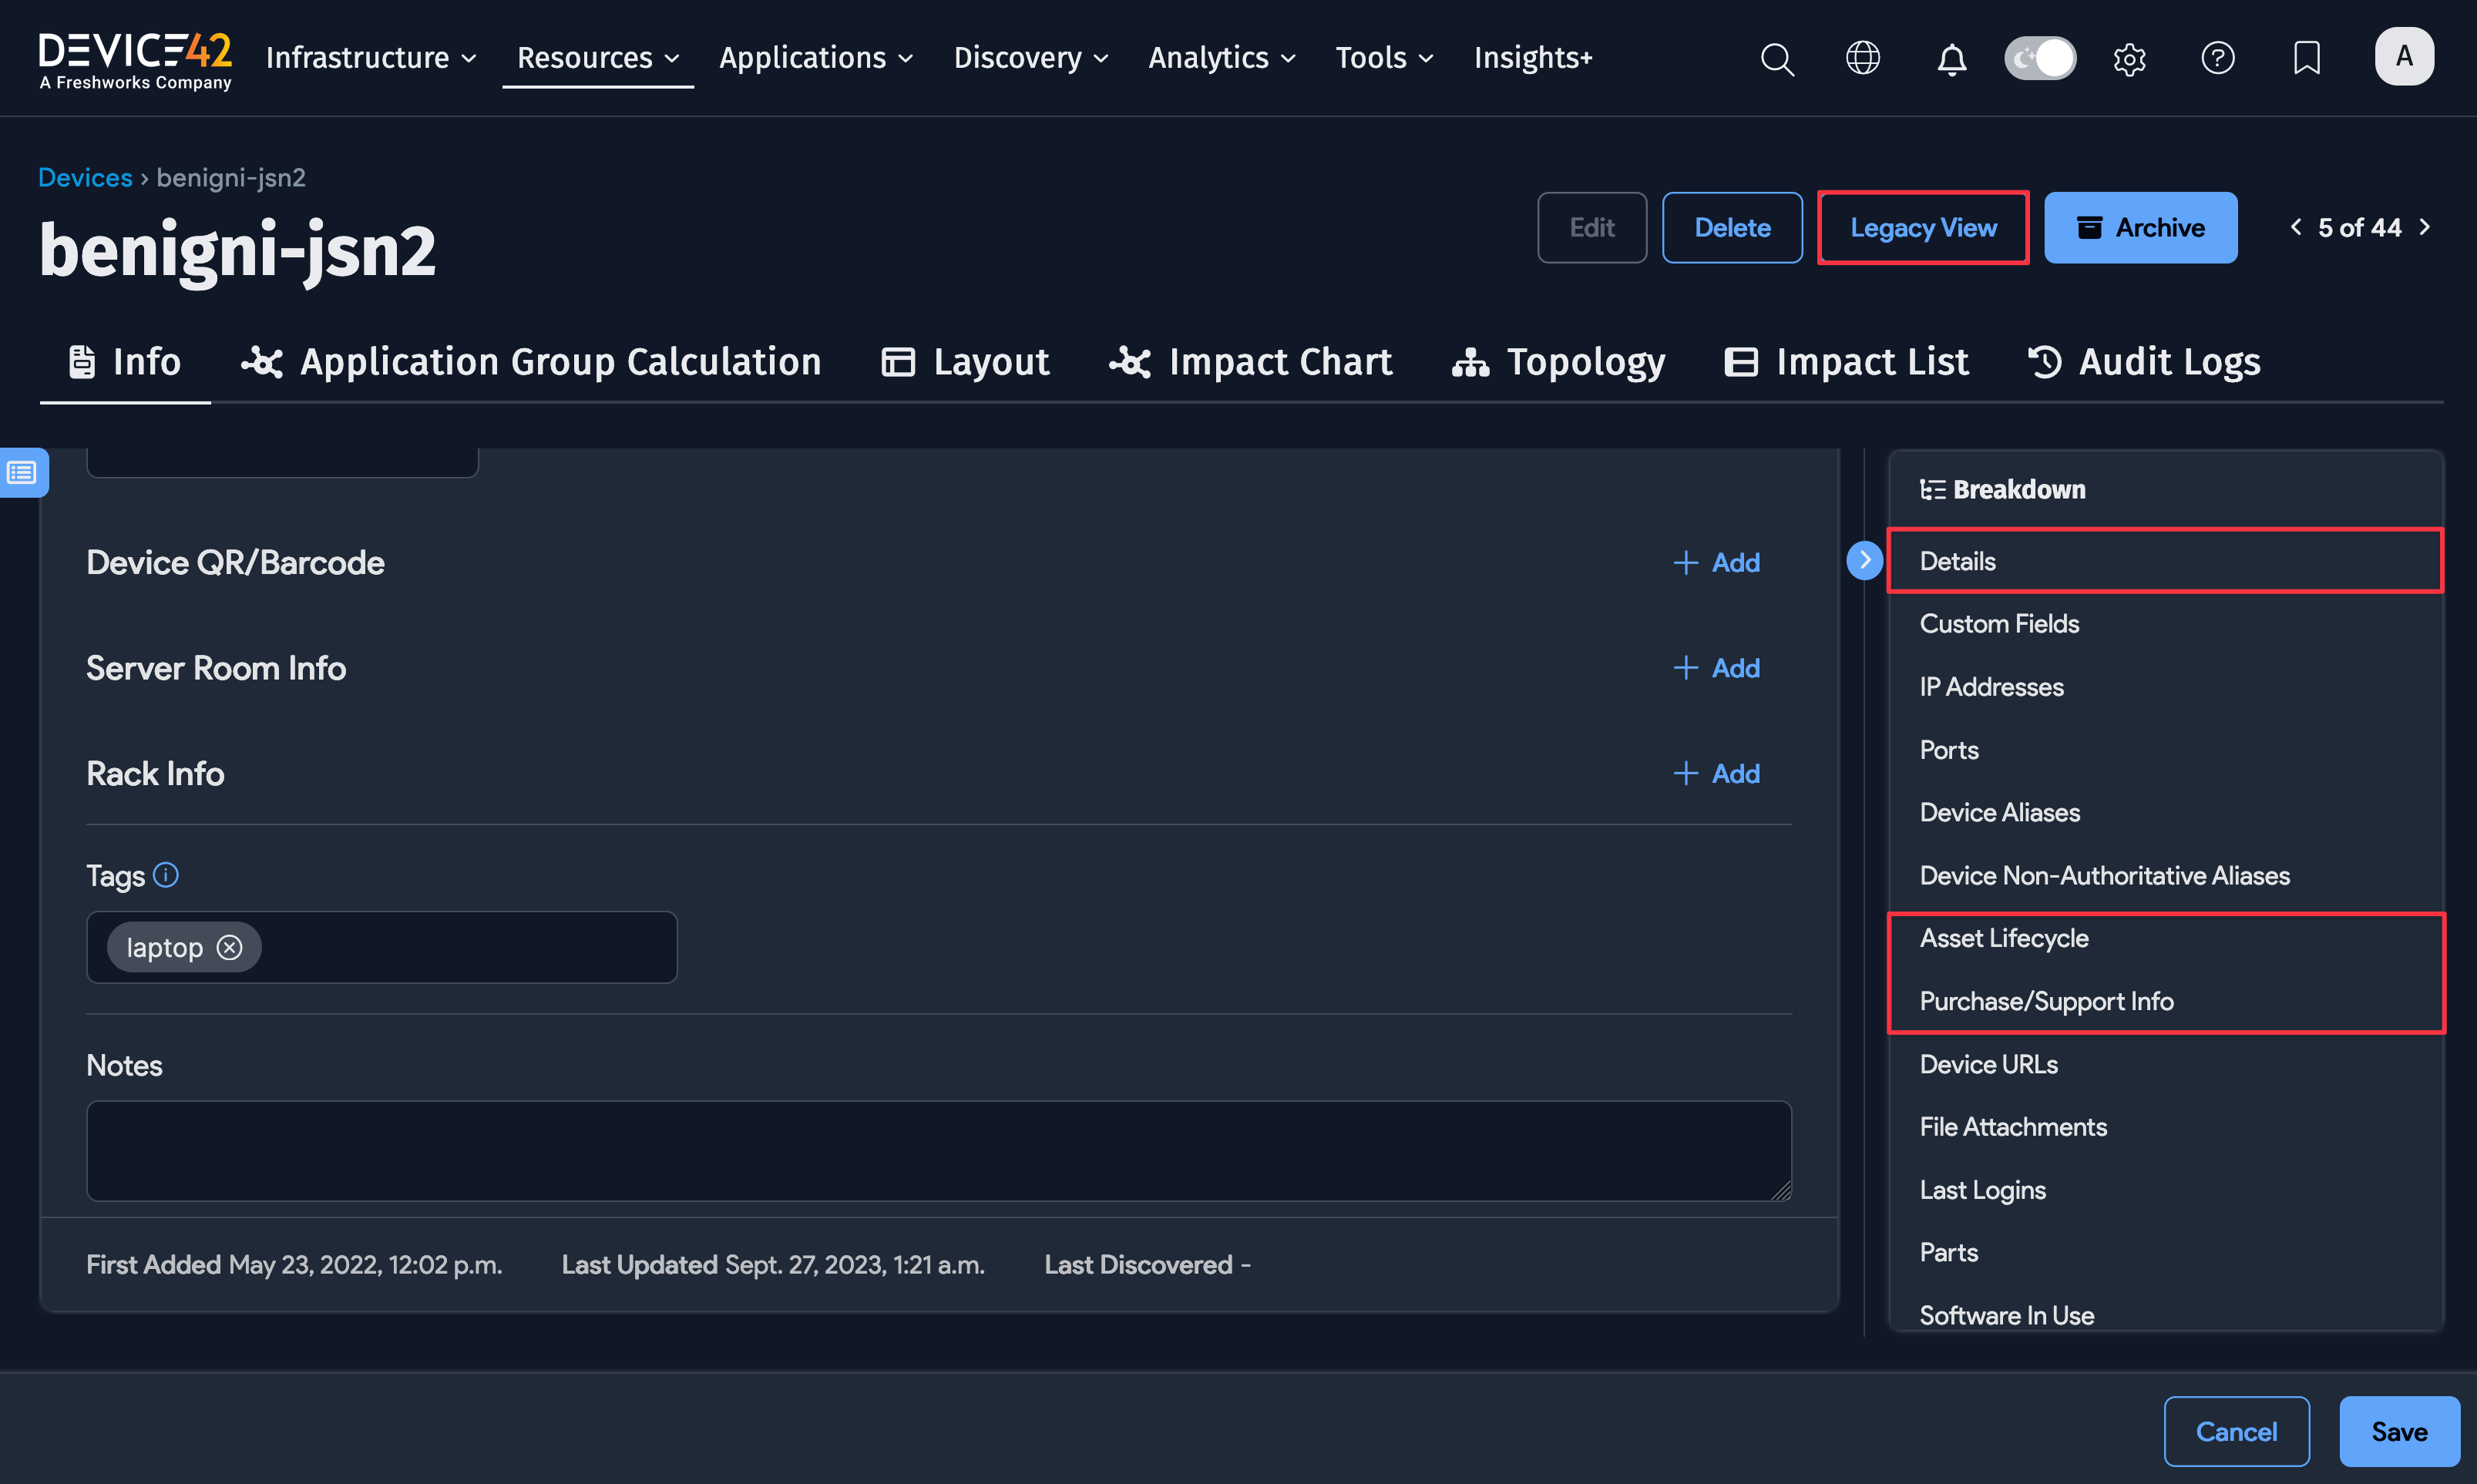 DEVICE42
A Freshworks Company
Infrastructure
Resources
Applications
Discovery
Analytics
Tools
Insights+
A
Devices › benigni-jsn2
benigni-jsn2
Edit
Delete
Legacy View
Archive
5 of 44
Info
Application Group Calculation
Layout
Impact Chart
Topology
Impact List
Audit Logs
Device QR/Barcode
+ Add
Server Room Info
+ Add
Rack Info
+ Add
Tags
laptop
Notes
First Added May 23, 2022, 12:02 p.m.
Last Updated Sept. 27, 2023, 1:21 a.m.
Last Discovered -
Breakdown
Details
Custom Fields
IP Addresses
Ports
Device Aliases
Device Non-Authoritative Aliases
Asset Lifecycle
Purchase/Support Info
Device URLs
File Attachments
Last Logins
Parts
Software In Use
Cancel
Save